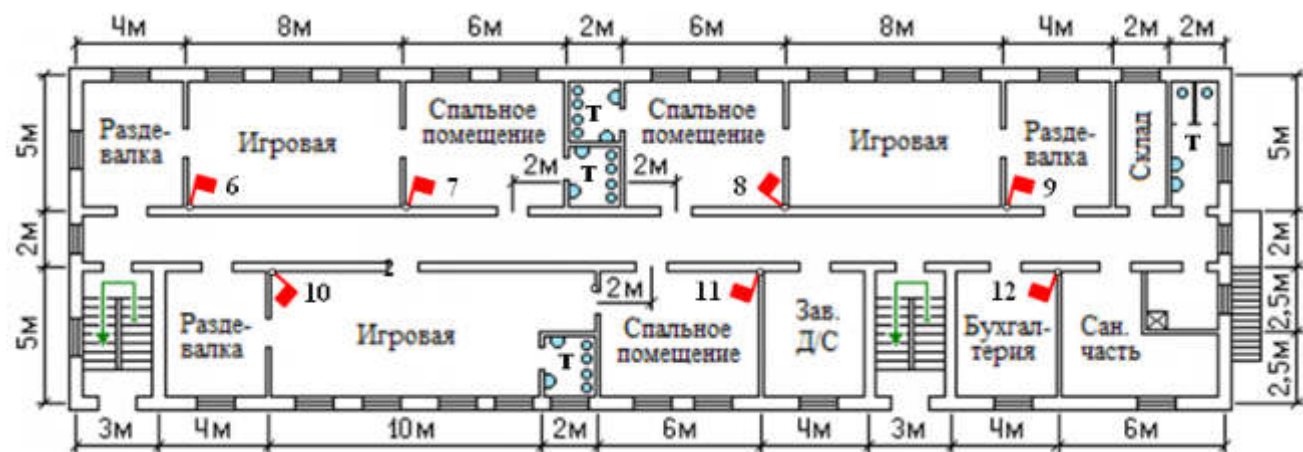 4м 8м 6м 2м 6м 8м 4м 2м 2м
5м
2м
5м
Разде-
валка
Игровая
Спальное
помещение
Т
Т
2м
2м
Спальное
помещение
Игровая
Разде-
валка
Склад
Т
6
7
8
9
5м
2м
2,5м
2,5м
2
10
11
12
2м
Разде-
валка
Игровая
Т
Спальное
помещение
Зав.
Д/С
Бухгал-
терия
Сан.
часть
3м 4м 10м 2м 6м 4м 3м 4м 6м